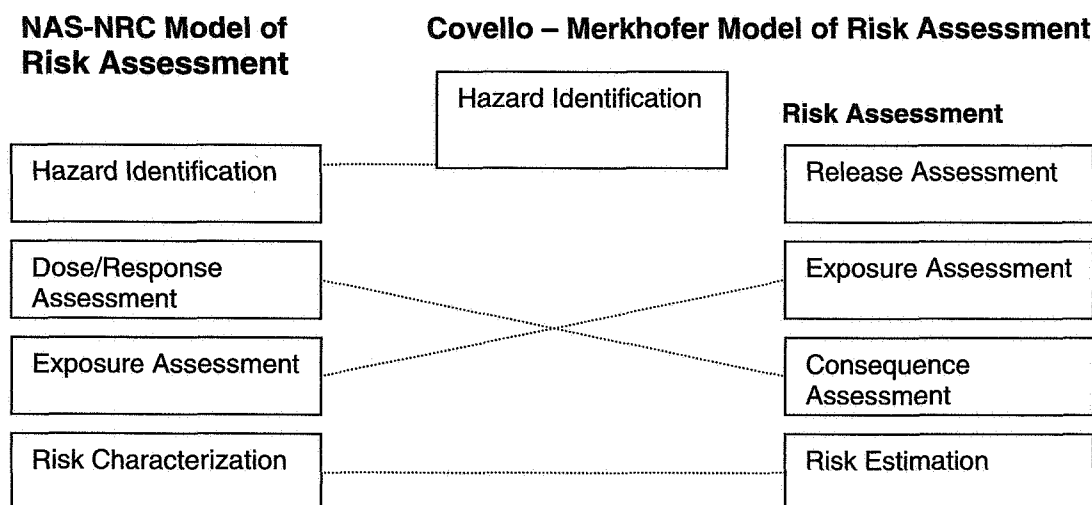 NAS-NRC Model of
Risk Assessment
Covello – Merkhofer Model of Risk Assessment
Hazard Identification
Risk Assessment
Hazard Identification
Release Assessment
Dose/Response
Assessment
Exposure Assessment
Exposure Assessment
Consequence
Assessment
Risk Characterization
Risk Estimation